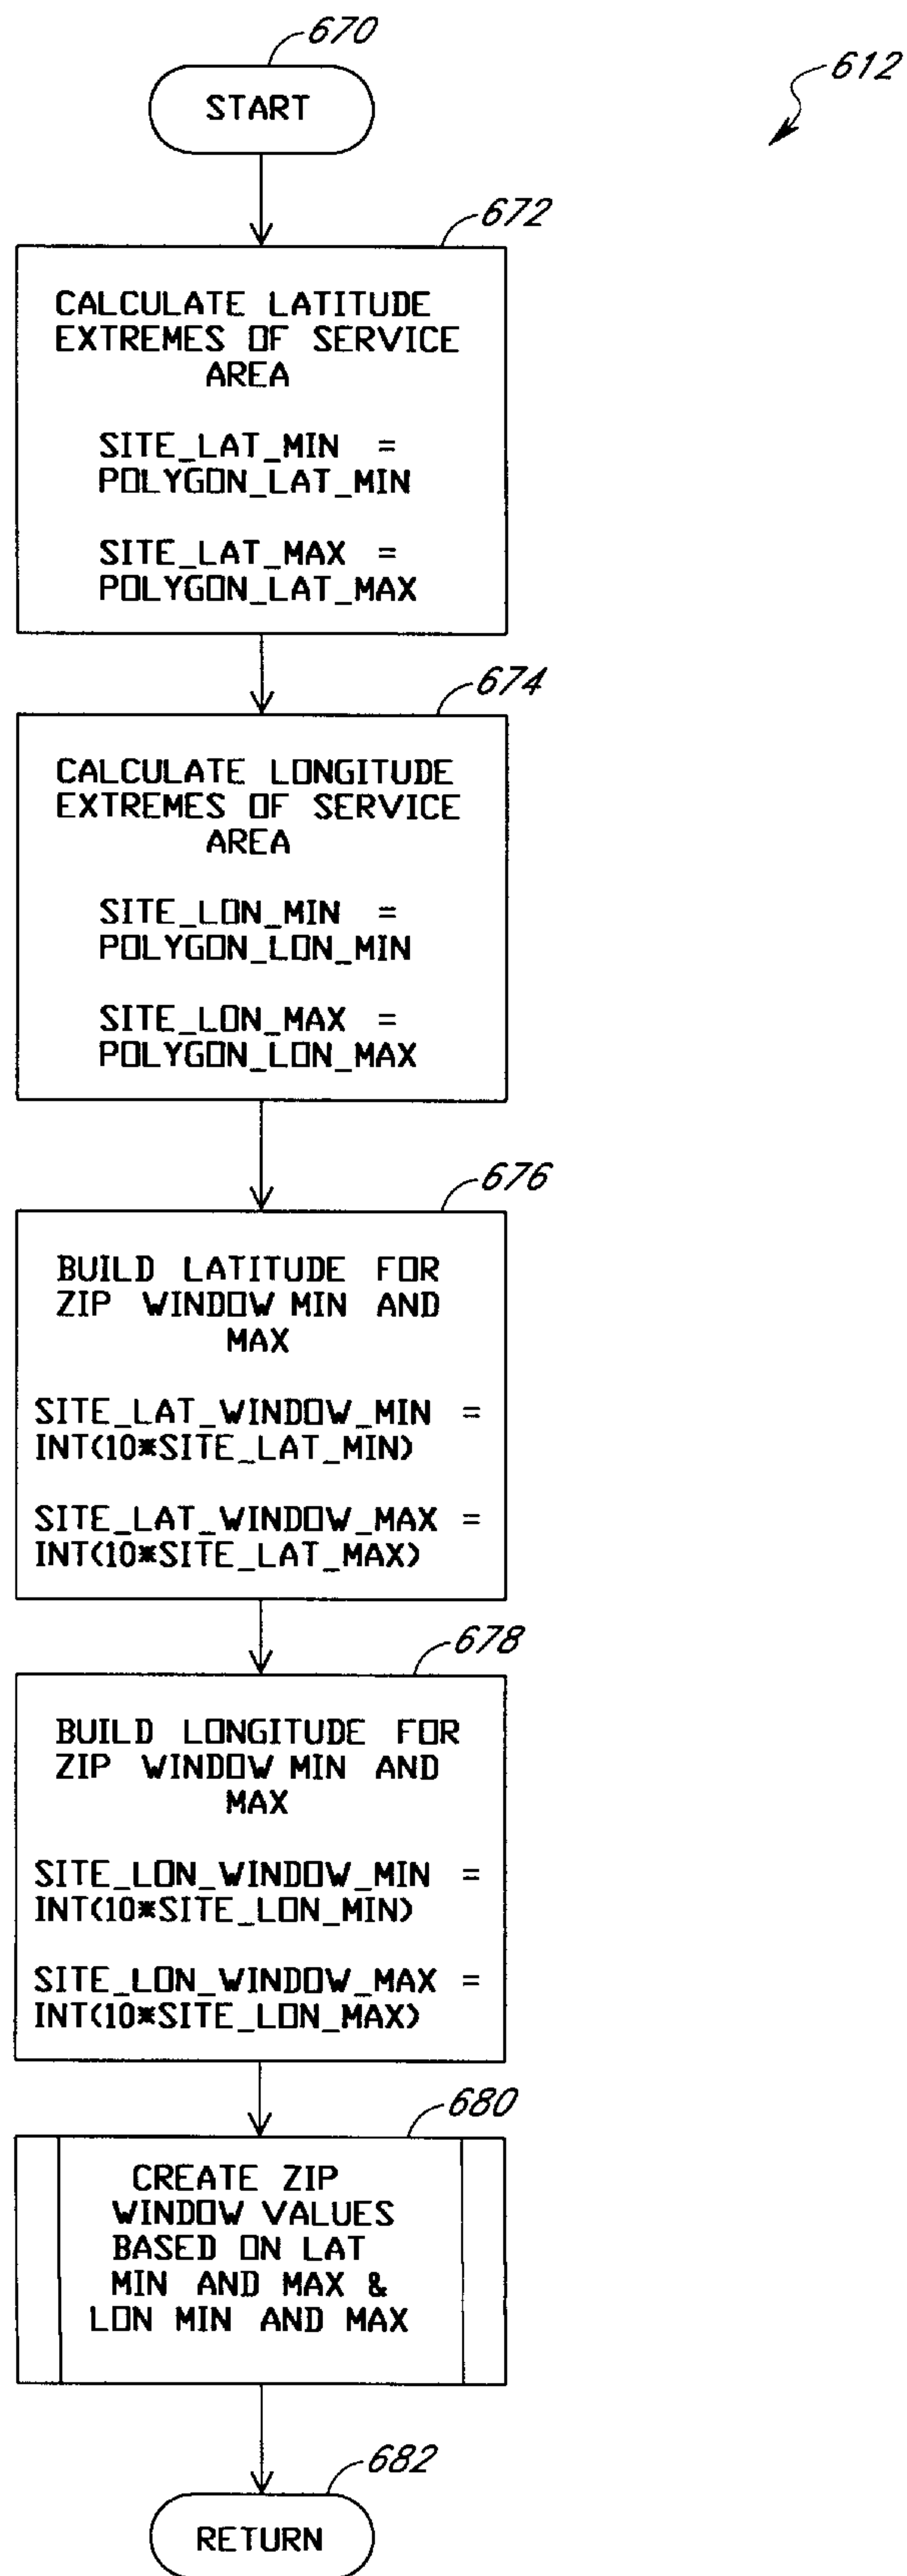 670
612
START
672
CALCULATE LATITUDE
EXTREMES OF SERVICE
AREA
SITE_LAT_MIN =
POLYGON_LAT_MIN
SITE_LAT_MAX =
POLYGON_LAT_MAX
674
CALCULATE LONGITUDE
EXTREMES OF SERVICE
AREA
SITE_LON_MIN =
POLYGON_LON_MIN
SITE_LON_MAX =
POLYGON_LON_MAX
676
BUILD LATITUDE FOR
ZIP WINDOW MIN AND
MAX
SITE_LAT_WINDOW_MIN =
INT(10*SITE_LAT_MIN)
SITE_LAT_WINDOW_MAX =
INT(10*SITE_LAT_MAX)
678
BUILD LONGITUDE FOR
ZIP WINDOW MIN AND
MAX
SITE_LON_WINDOW_MIN =
INT(10*SITE_LON_MIN)
SITE_LON_WINDOW_MAX =
INT(10*SITE_LON_MAX)
680
CREATE ZIP
WINDOW VALUES
BASED ON LAT
MIN AND MAX &
LON MIN AND MAX
682
RETURN